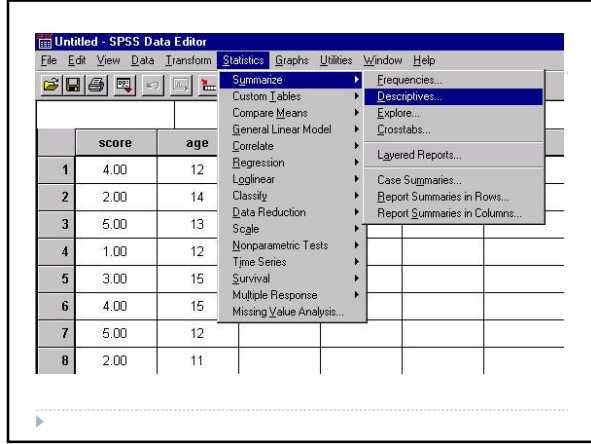 Untitled - SPSS Data Editor
File Edit View Data Transform Statistics Graphs Utilities Window Help
Summarize
Custom Tables
Compare Means
General Linear Model
Correlate
Regression
Loglinear
Classify
Data Reduction
Scale
Nonparametric Tests
Time Series
Survival
Multiple Response
Missing Value Analysis...
Frequencies...
Descriptives...
Explore...
Crosstabs...
Layered Reports...
Case Summaries...
Report Summaries in Rows...
Report Summaries in Columns...
score age
1 4.00 12
2 2.00 14
3 5.00 13
4 1.00 12
5 3.00 15
6 4.00 15
7 5.00 12
8 2.00 11